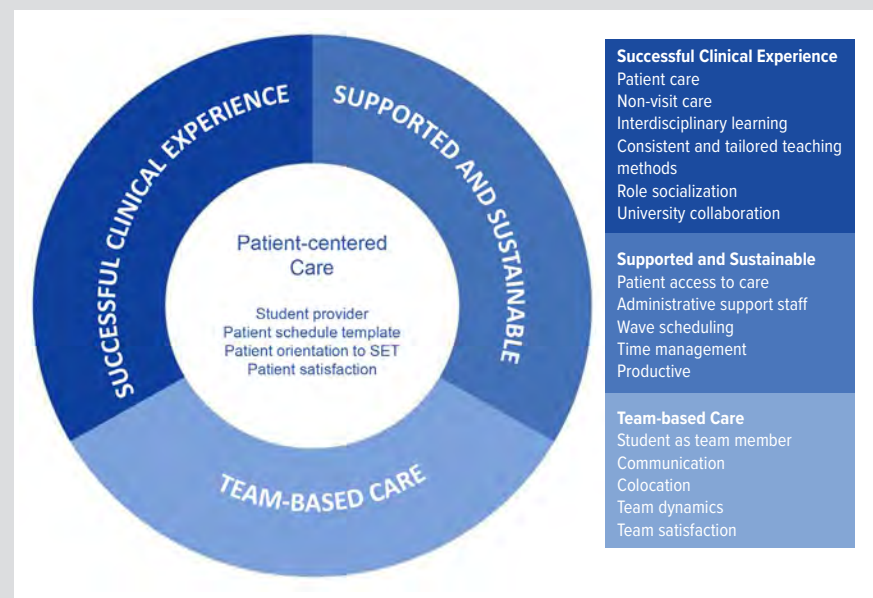 SUCCESSFUL CLINICAL EXPERIENCE
SUPPORTED AND SUSTAINABLE
TEAM-BASED CARE
Patient-centered
Care
Student provider
Patient schedule template
Patient orientation to SET
Patient satisfaction
Successful Clinical Experience
Patient care
Non-visit care
Interdisciplinary learning
Consistent and tailored teaching
methods
Role socialization
University collaboration
Supported and Sustainable
Patient access to care
Administrative support staff
Wave scheduling
Time management
Productive
Team-based Care
Student as team member
Communication
Colocation
Team dynamics
Team satisfaction